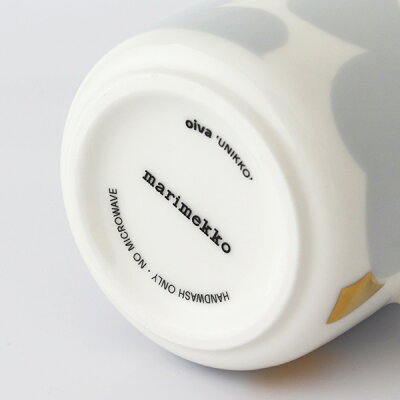 oiva 'UNIKKO'
marimekko
HANDWASH ONLY · NO MICROWAVE